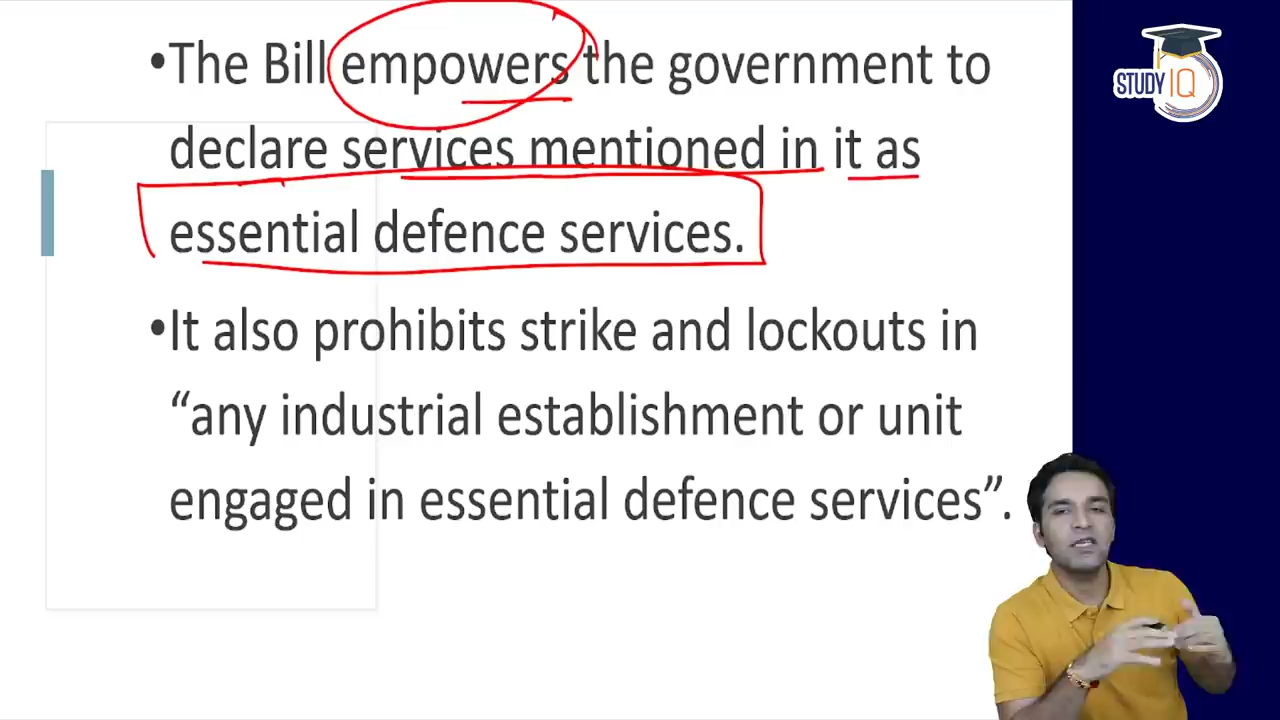 •The Bill empowers the government to
declare services mentioned in it as
essential defence services.
•It also prohibits strike and lockouts in
“any industrial establishment or unit
engaged in essential defence services”.
STUDY IQ